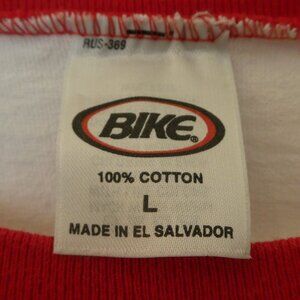 RUS-369
BIKE®
100% COTTON
L
MADE IN EL SALVADOR